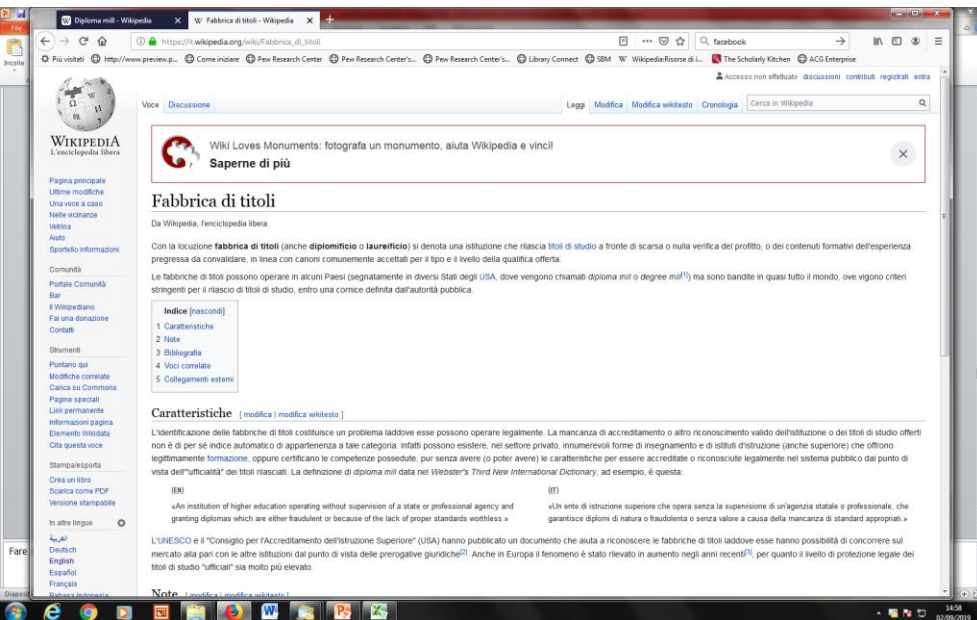 File
Diploma mill - Wikipedia
Fabbrica di titoli - Wikipedia
Incolla
https://it.wikipedia.org/wiki/Fabbrica_di_titoli
facebook
Più visitati
http://www.preview.p...
Come iniziare
Pew Research Center
Pew Research Center's...
Pew Research Center's...
Library Connect
SBM
Wikipedia:Risorse di i...
The Scholarly Kitchen
ACG Enterprise
Accesso non effettuato discussioni contributi registrati entra
Voce Discussione
Leggi Modifica Modifica wikitesto Cronologia
Cerca in Wikipedia
WIKIPEDIA
L'enciclopedia libera
Pagina principale
Ultime modifiche
Una voce a caso
Nelle vicinanze
Vetrina
Aiuto
Sportello informazioni
Comunità
Portale Comunità
Bar
Il Wikipediano
Fai una donazione
Contatti
Strumenti
Puntano qui
Modifiche correlate
Carica su Commons
Pagine speciali
Link permanente
Informazioni pagina
Elemento Wikidata
Cita questa voce
Stampa/esporta
Crea un libro
Scarica come PDF
Versione stampabile
In altre lingue
العربية
Deutsch
English
Español
Français
Bahasa Indonesia
Wiki Loves Monuments: fotografa un monumento, aiuta Wikipedia e vinci!
Saperne di più
Fabbrica di titoli
Da Wikipedia, l'enciclopedia libera.
Con la locuzione fabbrica di titoli (anche diplomificio o laureificio) si denota una istituzione che rilascia titoli di studio a fronte di scarsa o nulla verifica del profitto, o dei contenuti formativi dell'esperienza
pregressa da convalidare, in linea con canoni comunemente accettati per il tipo e il livello della qualifica offerta.
Le fabbriche di titoli possono operare in alcuni Paesi (segnatamente in diversi Stati degli USA, dove vengono chiamati diploma mill o degree mill[1]) ma sono bandite in quasi tutto il mondo, ove vigono criteri
stringenti per il rilascio di titoli di studio, entro una cornice definita dall'autorità pubblica.
Indice [nascondi]
1 Caratteristiche
2 Note
3 Bibliografia
4 Voci correlate
5 Collegamenti esterni
Caratteristiche [ modifica | modifica wikitesto ]
L'identificazione delle fabbriche di titoli costituisce un problema laddove esse possono operare legalmente. La mancanza di accreditamento o altro riconoscimento valido dell'istituzione o dei titoli di studio offerti
non è di per sé indice automatico di appartenenza a tale categoria. Infatti possono esistere, nel settore privato, innumerevoli forme di insegnamento e di istituti d'istruzione (anche superiore) che offrono
legittimamente formazione, oppure certificano le competenze possedute, pur senza avere (o poter avere) le caratteristiche per essere accreditate o riconosciute legalmente nel sistema pubblico dal punto di
vista dell'"ufficialità" dei titoli rilasciati. La definizione di diploma mill data nel Webster's Third New International Dictionary, ad esempio, è questa:
(EN)
«An institution of higher education operating without supervision of a state or professional agency and
granting diplomas which are either fraudulent or because of the lack of proper standards worthless.»
(IT)
«Un ente di istruzione superiore che opera senza la supervisione di un'agenzia statale o professionale, che
garantisce diplomi di natura o fraudolenta o senza valore a causa della mancanza di standard appropriati.»
L'UNESCO e il "Consiglio per l'Accreditamento dell'Istruzione Superiore" (USA) hanno pubblicato un documento che aiuta a riconoscere le fabbriche di titoli laddove esse hanno possibilità di concorrere sul
mercato alla pari con le altre istituzioni dal punto di vista delle prerogative giuridiche[2]. Anche in Europa il fenomeno è stato rilevato in aumento negli anni recenti[3], per quanto il livello di protezione legale dei
titoli di studio "ufficiali" sia molto più elevato.
Note [ modifica | modifica wikitesto ]
Fare
14:58
02/09/2019